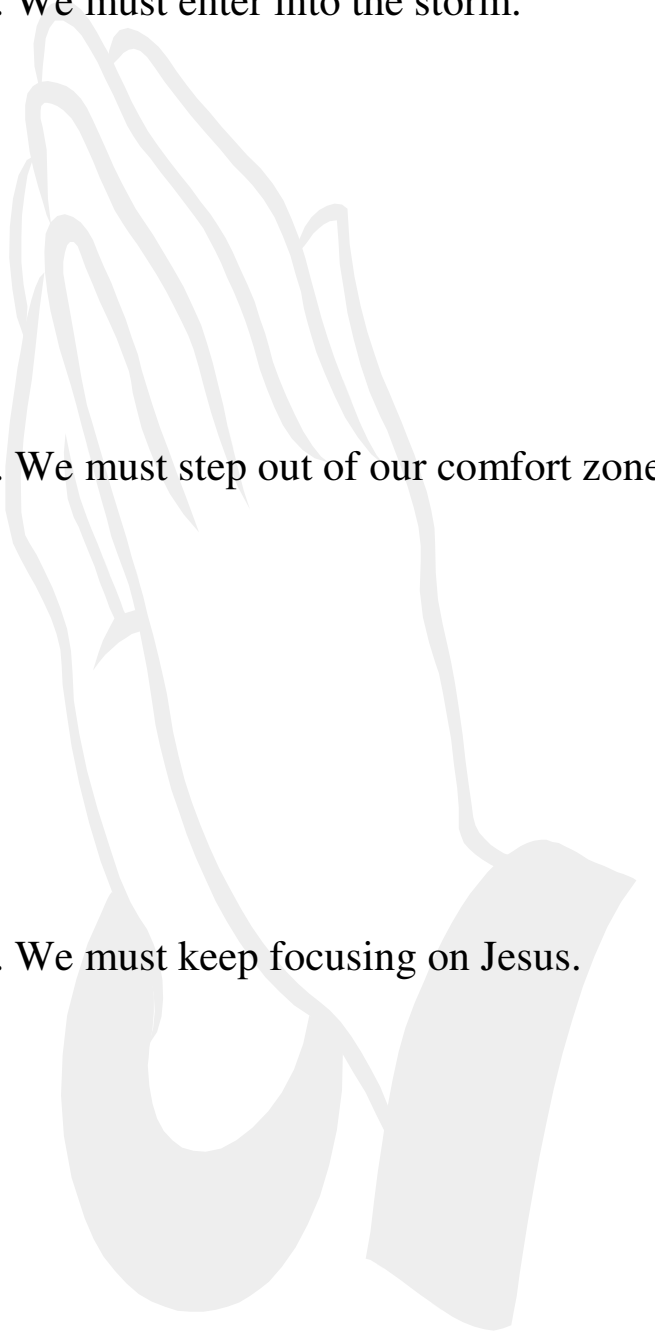 . We must enter into the storm.
. We must step out of our comfort zone
. We must keep focusing on Jesus.